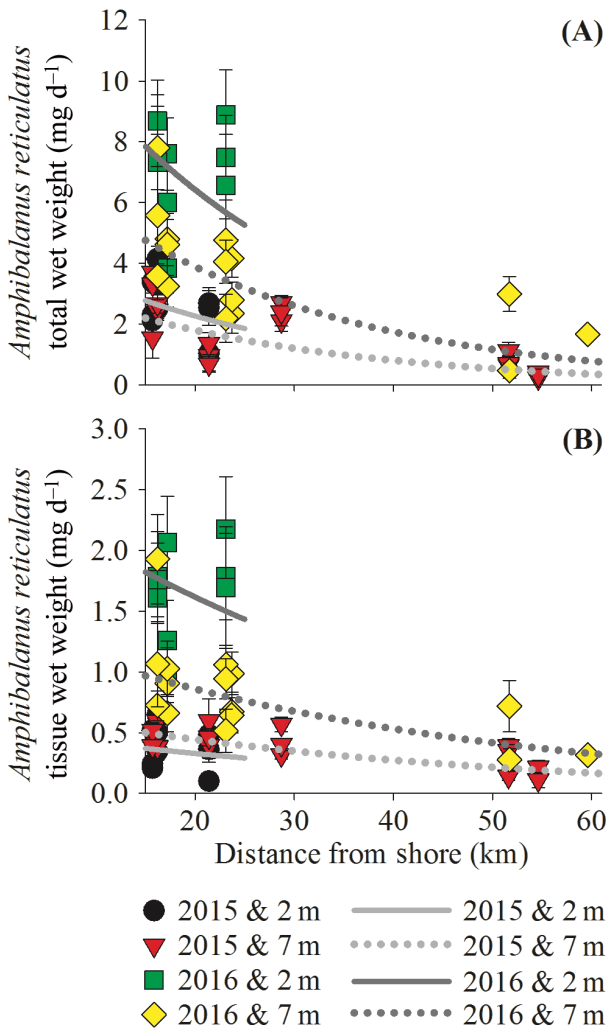 12
10
8
6
4
2
0
Amphibalanus reticulatus
total wet weight (mg d⁻¹)
(A)
3.0
2.5
2.0
1.5
1.0
0.5
0.0
Amphibalanus reticulatus
tissue wet weight (mg d⁻¹)
(B)
20 30 40 50 60
Distance from shore (km)
2015 & 2 m 2015 & 2 m
2015 & 7 m 2015 & 7 m
2016 & 2 m 2016 & 2 m
2016 & 7 m 2016 & 7 m